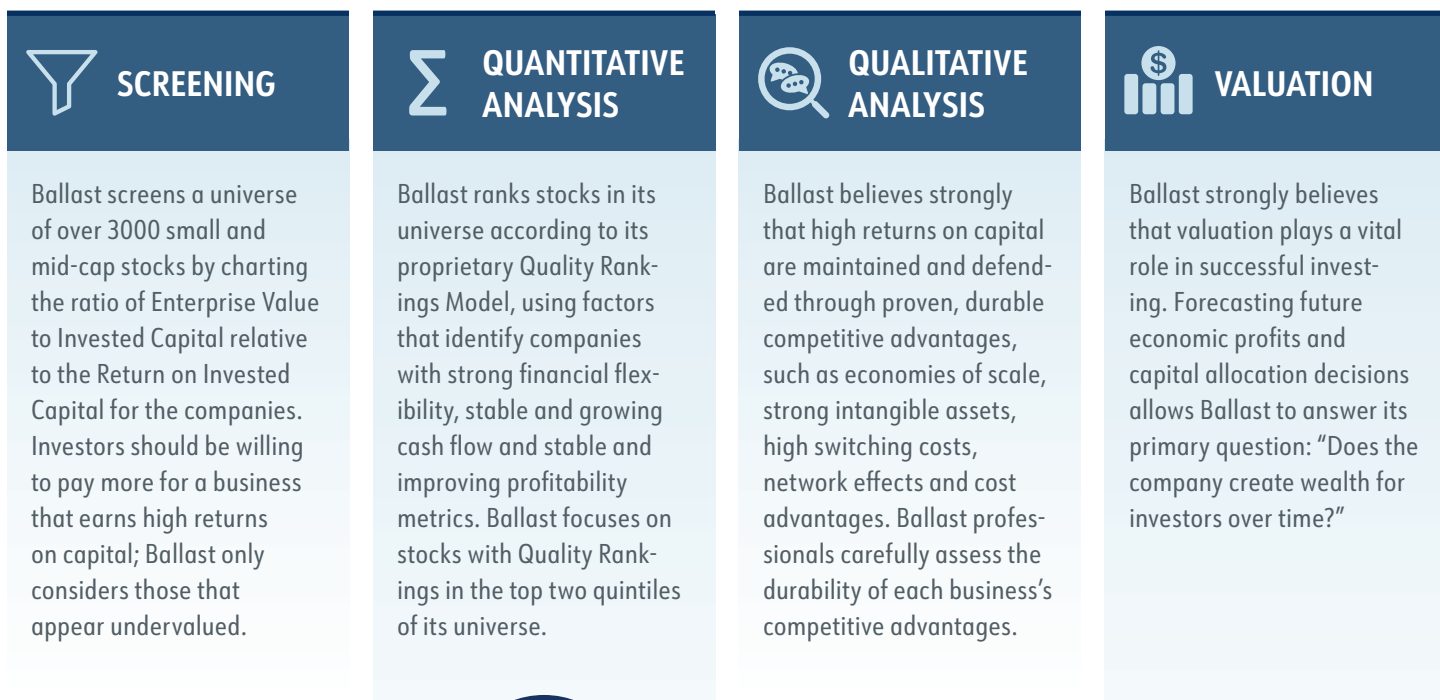 SCREENING
Ballast screens a universe
of over 3000 small and
mid-cap stocks by charting
the ratio of Enterprise Value
to Invested Capital relative
to the Return on Invested
Capital for the companies.
Investors should be willing
to pay more for a business
that earns high returns
on capital; Ballast only
considers those that
appear undervalued.
Σ
QUANTITATIVE
ANALYSIS
Ballast ranks stocks in its
universe according to its
proprietary Quality Rank-
ings Model, using factors
that identify companies
with strong financial flex-
ibility, stable and growing
cash flow and stable and
improving profitability
metrics. Ballast focuses on
stocks with Quality Rank-
ings in the top two quintiles
of its universe.
QUALITATIVE
ANALYSIS
Ballast believes strongly
that high returns on capital
are maintained and defend-
ed through proven, durable
competitive advantages,
such as economies of scale,
strong intangible assets,
high switching costs,
network effects and cost
advantages. Ballast profes-
sionals carefully assess the
durability of each business’s
competitive advantages.
$
VALUATION
Ballast strongly believes
that valuation plays a vital
role in successful invest-
ing. Forecasting future
economic profits and
capital allocation decisions
allows Ballast to answer its
primary question: “Does the
company create wealth for
investors over time?”